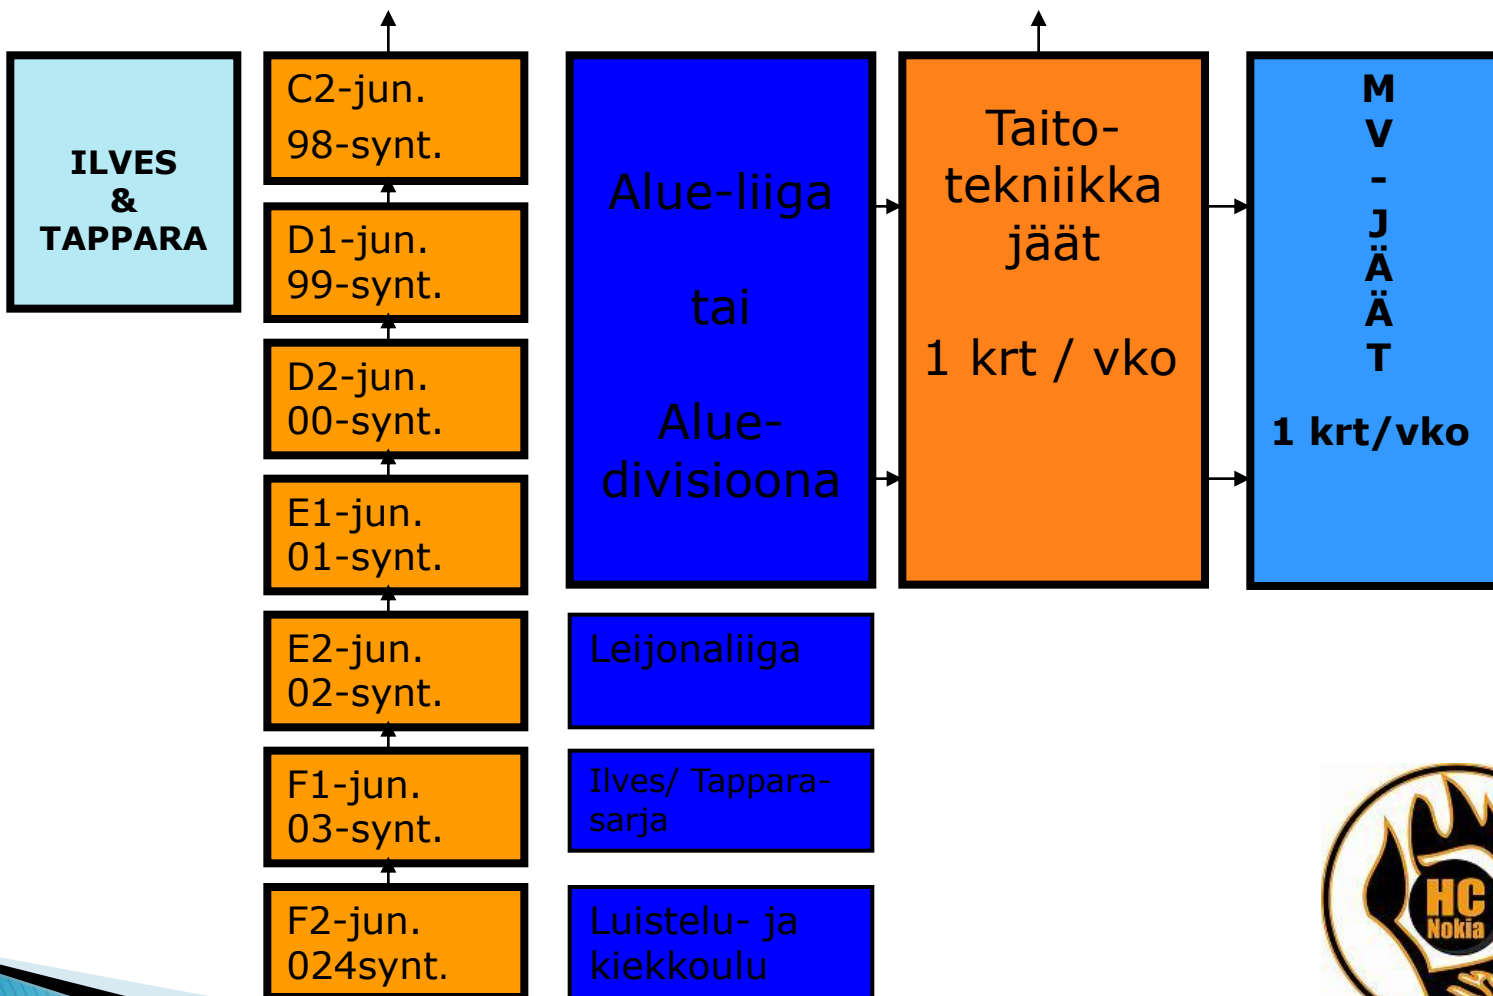 ILVES
&
TAPPARA
C2-jun.
98-synt.
D1-jun.
99-synt.
D2-jun.
00-synt.
E1-jun.
01-synt.
E2-jun.
02-synt.
F1-jun.
03-synt.
F2-jun.
024synt.
Alue-liiga
tai
Alue-
divisioona
Leijonaliiga
Ilves/ Tappara-
sarja
Luistelu- ja
kiekkoulu
Taito-
tekniikka
jäät
1 krt / vko
M
V
-
J
Ä
Ä
T
1 krt/vko
HC
Nokia